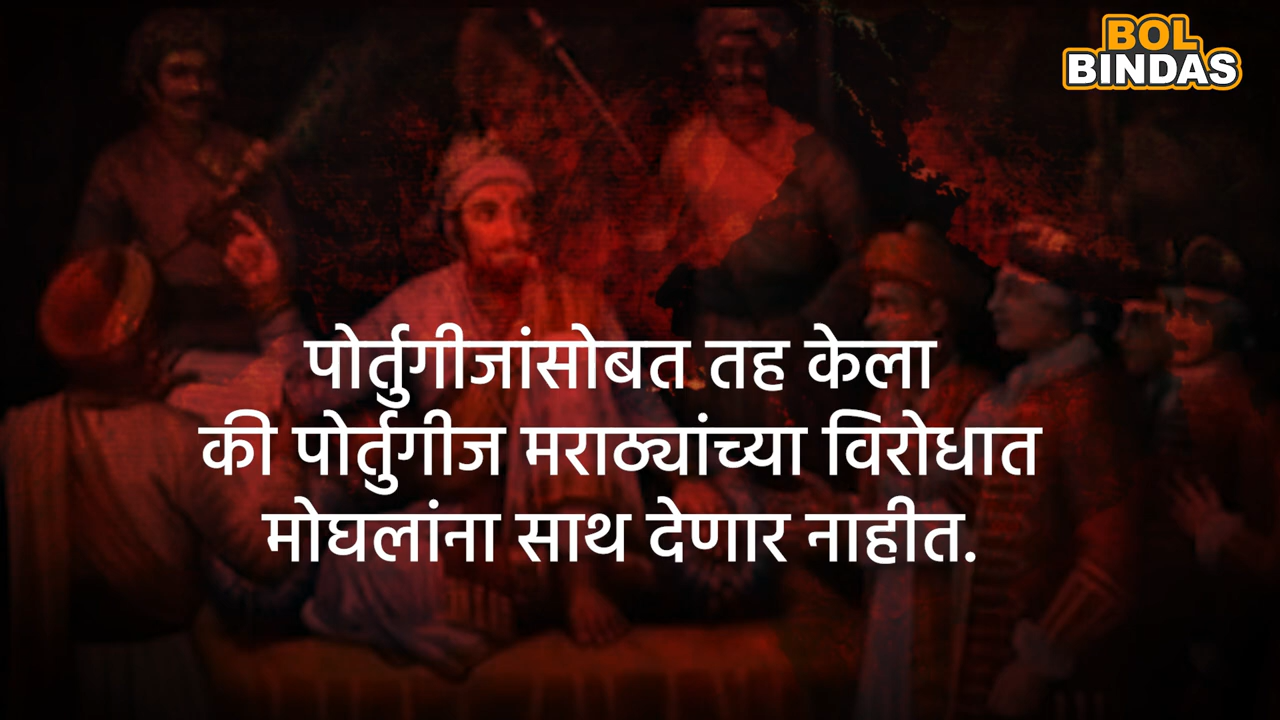 BOL
BINDAS
पोर्तुगीजांसोबत तह केला
की पोर्तुगीज मराठ्यांच्या विरोधात
मोघलांना साथ देणार नाहीत.